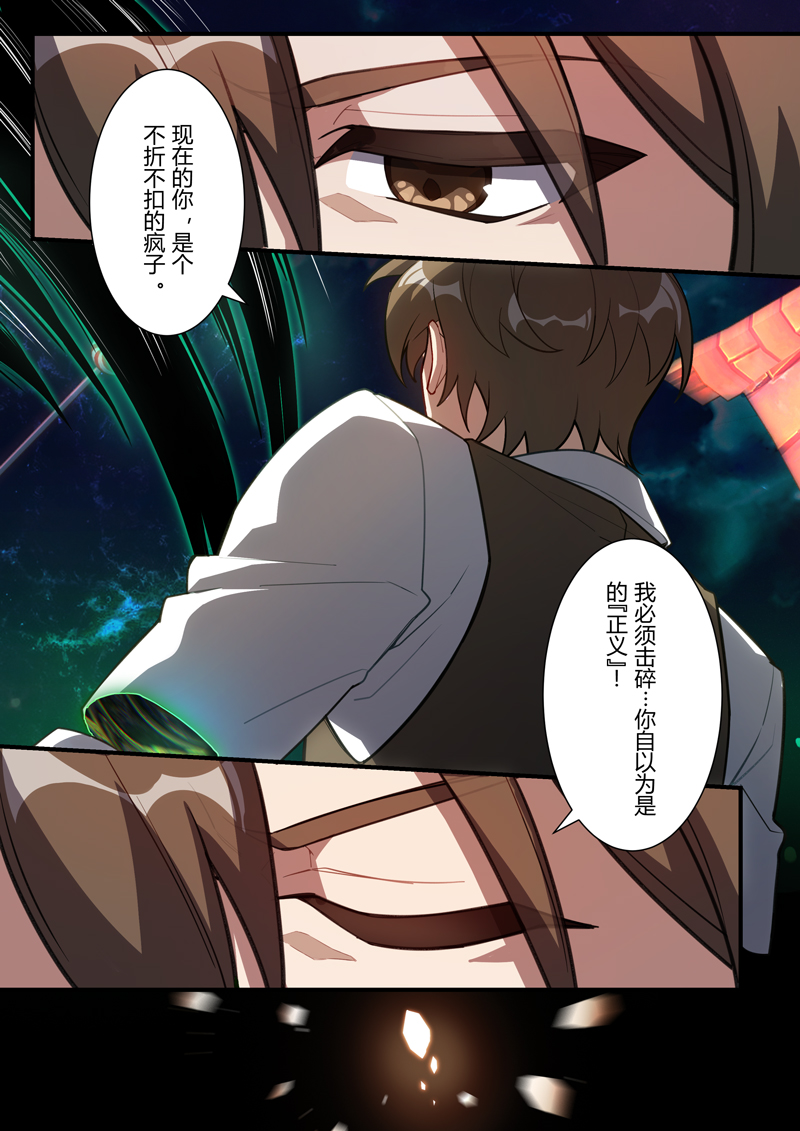 现在的你，是个
不折不扣的疯子。
我必须击碎…你自以为是
的『正义』！